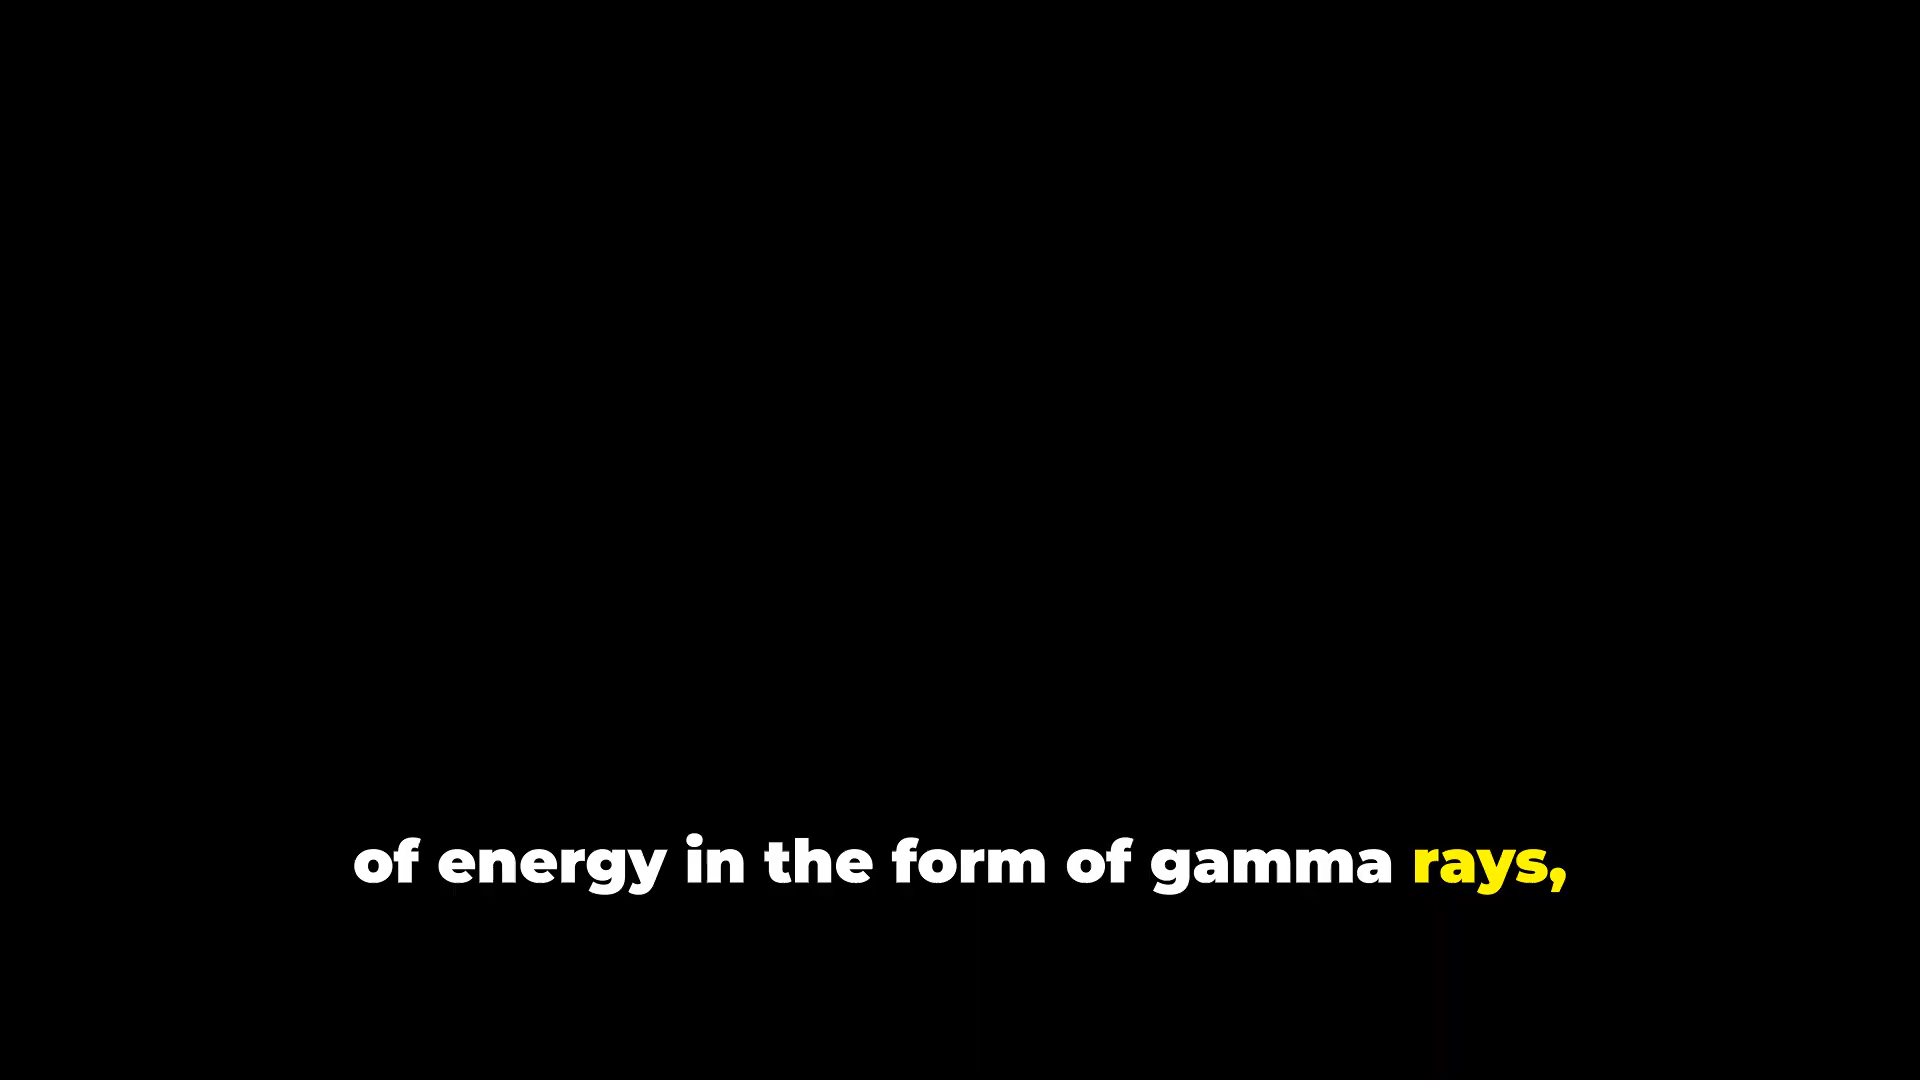 of energy in the form of gamma rays,